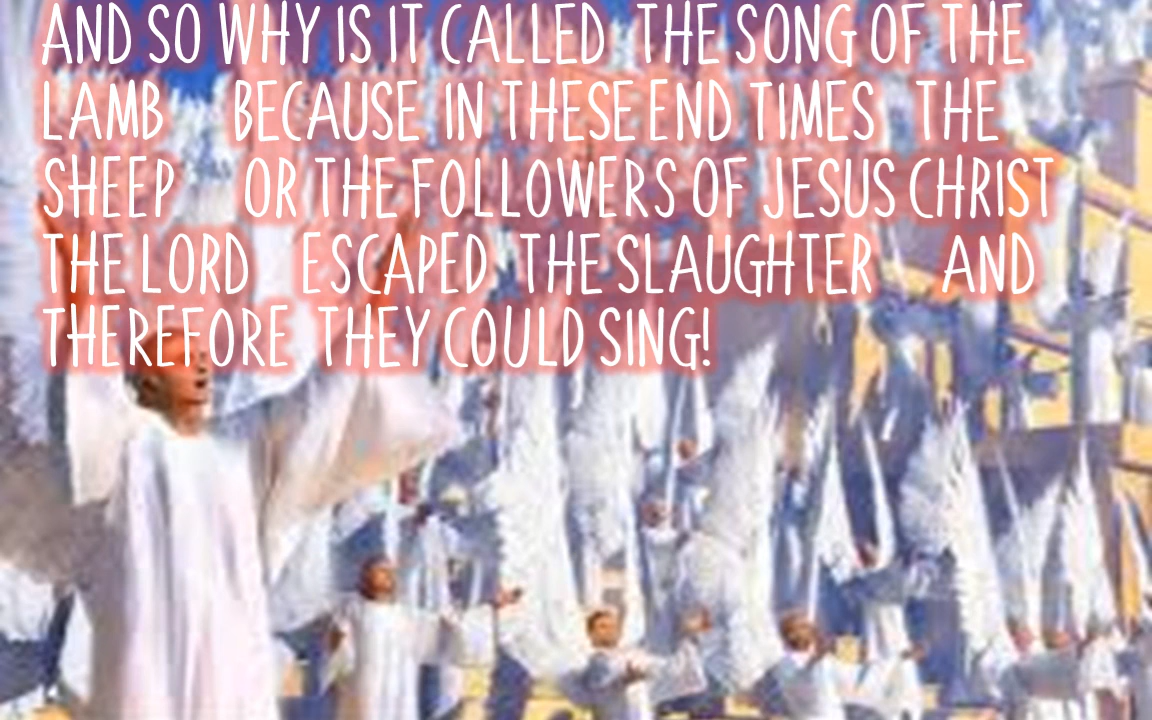 AND SO WHY IS IT CALLED THE SONG OF THE
LAMB BECAUSE IN THESE END TIMES THE
SHEEP OR THE FOLLOWERS OF JESUS CHRIST
THE LORD ESCAPED THE SLAUGHTER AND
THEREFORE THEY COULD SING!